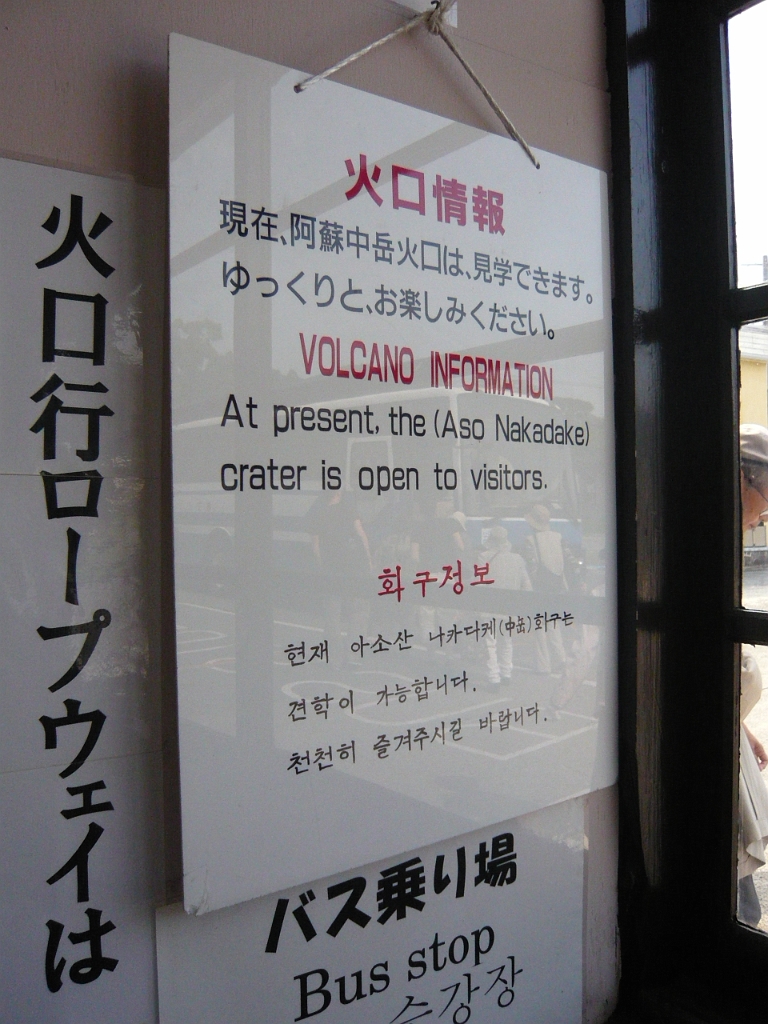 火口行ロープウェイは
火口情報
現在、阿蘇中岳火口は、見学できます。
ゆっくりと、お楽しみください。
VOLCANO INFORMATION
At present, the (Aso Nakadake)
crater is open to visitors.
화구정보
현재 아소산 나카다케(中岳)화구는
견학이 가능합니다.
천천히 즐겨주시길 바랍니다.
バス乗り場
Bus stop
승강장